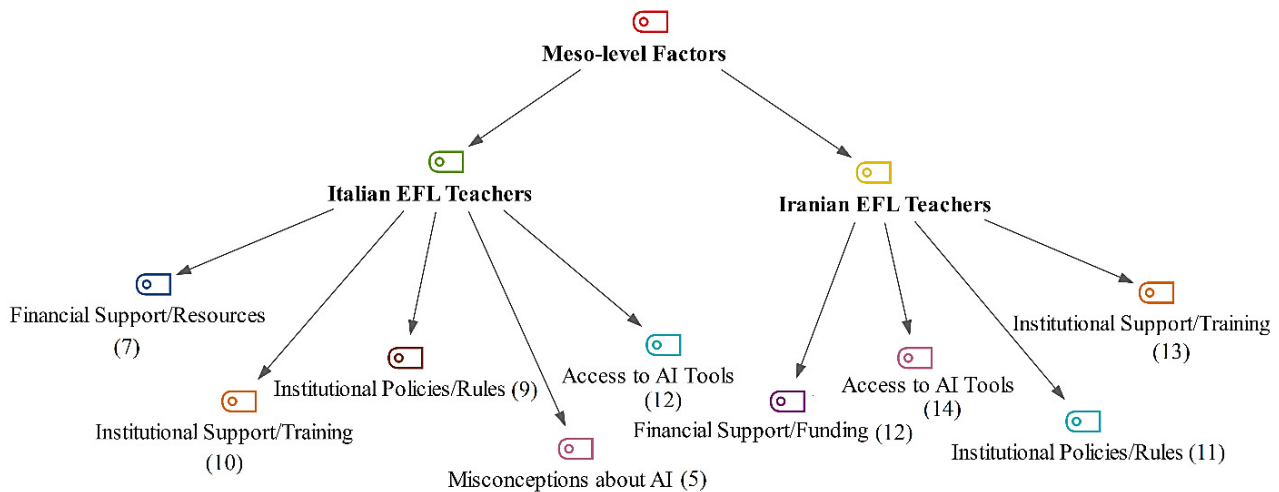 Meso-level Factors
Italian EFL Teachers
Iranian EFL Teachers
Financial Support/Resources
(7)
Institutional Support/Training
(10)
Institutional Policies/Rules (9)
Misconceptions about AI (5)
Access to AI Tools
(12)
Financial Support/Funding (12)
Access to AI Tools
(14)
Institutional Policies/Rules (11)
Institutional Support/Training
(13)